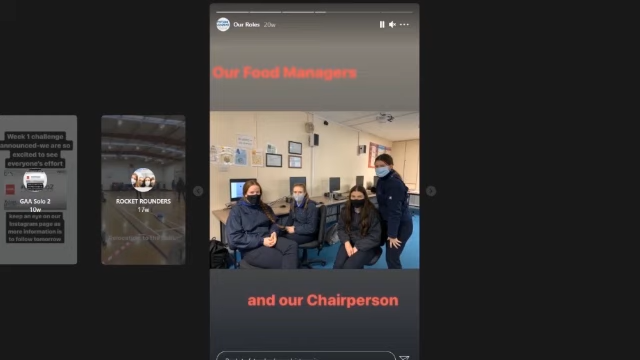 Our Roles 20w
Our Food Managers
and our Chairperson
Week 1 challenge
announced-we are so
excited to see
everyone's effort
GAA Solo 2
10w
keep an eye on our
Instagram page as
more information is
to follow tomorrow
ROCKET ROUNDERS
17w